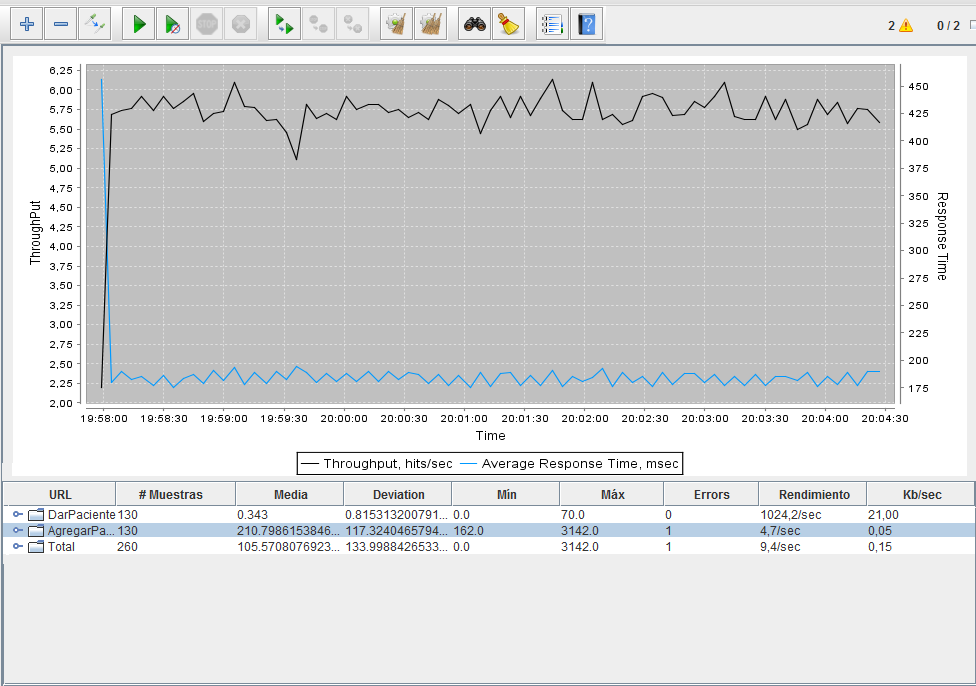 STOP
2
0 / 2
6,25
6,00
5,75
5,50
5,25
5,00
4,75
4,50
4,25
4,00
3,75
3,50
3,25
3,00
2,75
2,50
2,25
2,00
ThroughPut
450
425
400
375
350
325
300
275
250
225
200
175
Response Time
19:58:00 19:58:30 19:59:00 19:59:30 20:00:00 20:00:30 20:01:00 20:01:30 20:02:00 20:02:30 20:03:00 20:03:30 20:04:00 20:04:30
Time
Throughput, hits/sec Average Response Time, msec
URL # Muestras Media Deviation Mín Máx Errors Rendimiento Kb/sec
DarPaciente 130 0.343 0.815313200791... 0.0 70.0 0 1024,2/sec 21,00
AgregarPa... 130 210.7986153846... 117.3240465794... 162.0 3142.0 1 4,7/sec 0,05
Total 260 105.5708076923... 133.9988426533... 0.0 3142.0 1 9,4/sec 0,15